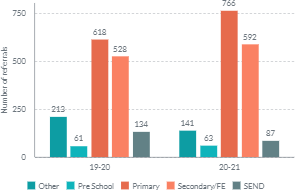 Number of referrals
750
500
250
0
213
61
618
528
134
141
63
766
592
87
19-20
20-21
Other
Pre School
Primary
Secondary/FE
SEND